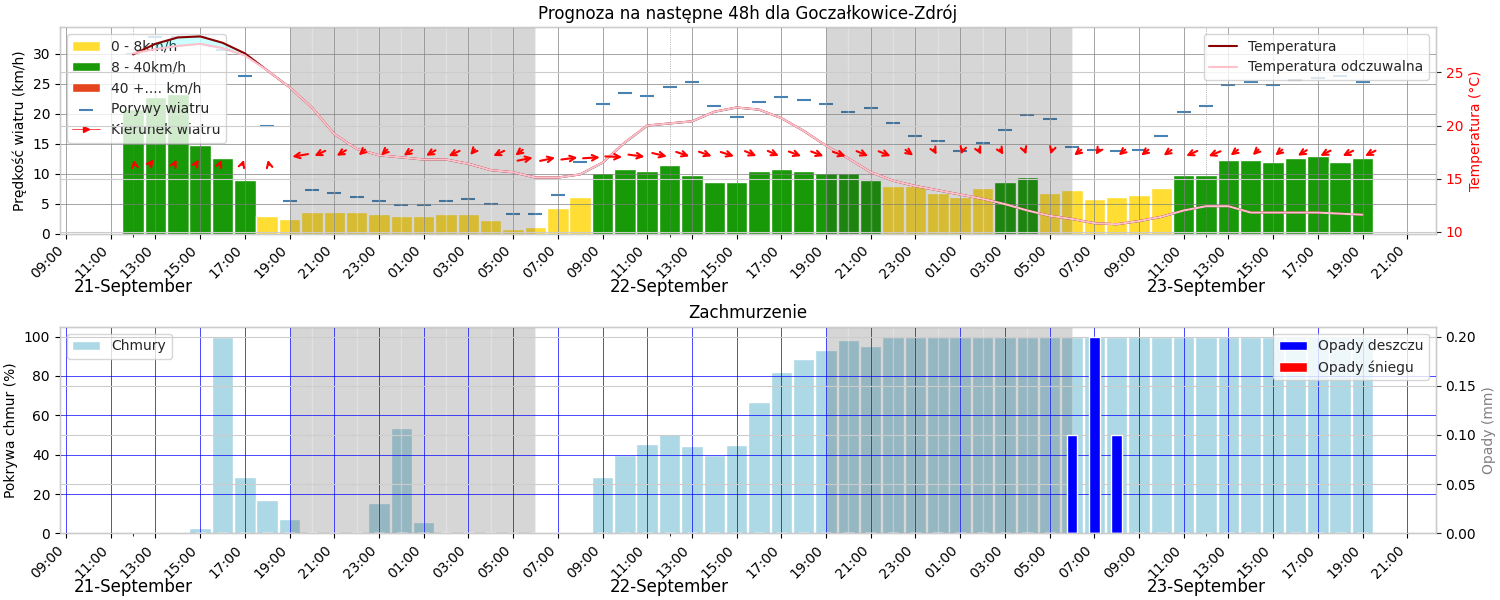 Prognoza na następne 48h dla Goczałkowice-Zdrój
Prędkość wiatru (km/h)
30
25
20
15
10
5
0
0 - 8km/h
8 - 40km/h
40 +.... km/h
Porywy wiatru
Kierunek wiatru
Temperatura
Temperatura odczuwalna
25
20
15
10
Temperatura (°C)
09:00 11:00 13:00 15:00 17:00 19:00 21:00 23:00 01:00 03:00 05:00 07:00 09:00 11:00 13:00 15:00 17:00 19:00 21:00 23:00 01:00 03:00 05:00 07:00 09:00 11:00 13:00 15:00 17:00 19:00 21:00
21-September 22-September 23-September
Zachmurzenie
Pokrywa chmur (%)
100
80
60
40
20
0
Chmury
Opady deszczu
Opady śniegu
0.20
0.15
0.10
0.05
0.00
Opady (mm)
09:00 11:00 13:00 15:00 17:00 19:00 21:00 23:00 01:00 03:00 05:00 07:00 09:00 11:00 13:00 15:00 17:00 19:00 21:00 23:00 01:00 03:00 05:00 07:00 09:00 11:00 13:00 15:00 17:00 19:00 21:00
21-September 22-September 23-September